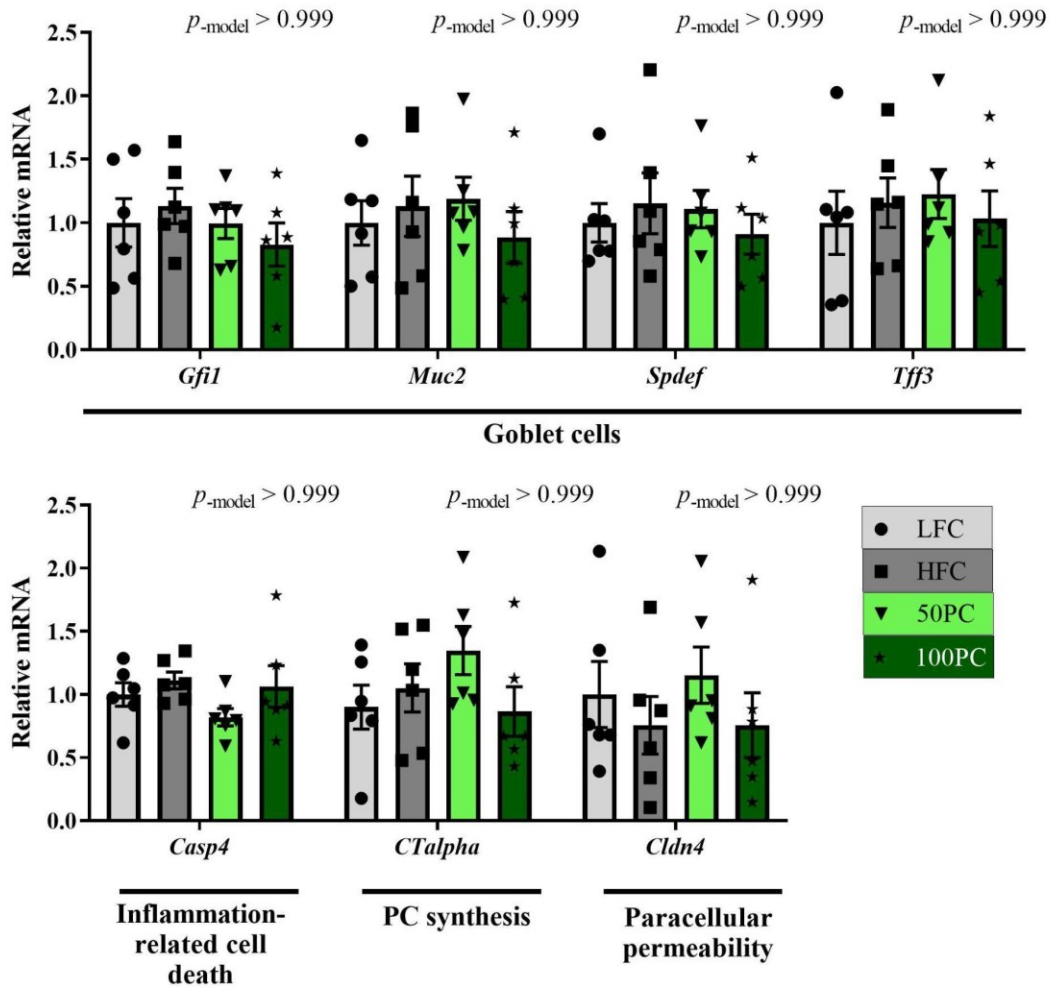 p-model > 0.999 p-model > 0.999 p-model > 0.999 p-model > 0.999
2.5
2.0
1.5
1.0
0.5
0.0
Relative mRNA
Gfi1 Muc2 Spdef Tff3
Goblet cells
p-model > 0.999 p-model > 0.999 p-model > 0.999
2.5
2.0
1.5
1.0
0.5
0.0
Relative mRNA
LFC
HFC
50PC
100PC
Casp4 CTalpha Cldn4
Inflammation-
related cell
death
PC synthesis
Paracellular
permeability